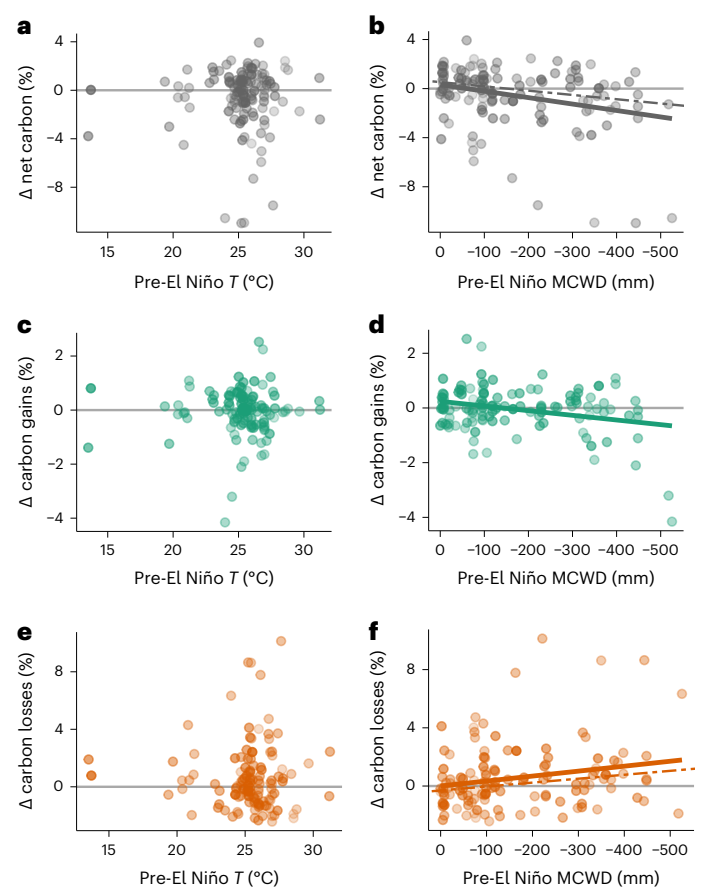 a
4
0
−4
−8
Δ net carbon (%)
15 20 25 30
Pre-El Niño T (°C)
b
4
0
−4
−8
Δ net carbon (%)
0 −100 −200 −300 −400 −500
Pre-El Niño MCWD (mm)
c
2
0
−2
−4
Δ carbon gains (%)
15 20 25 30
Pre-El Niño T (°C)
d
2
0
−2
−4
Δ carbon gains (%)
0 −100 −200 −300 −400 −500
Pre-El Niño MCWD (mm)
e
8
4
0
Δ carbon losses (%)
15 20 25 30
Pre-El Niño T (°C)
f
8
4
0
Δ carbon losses (%)
0 −100 −200 −300 −400 −500
Pre-El Niño MCWD (mm)